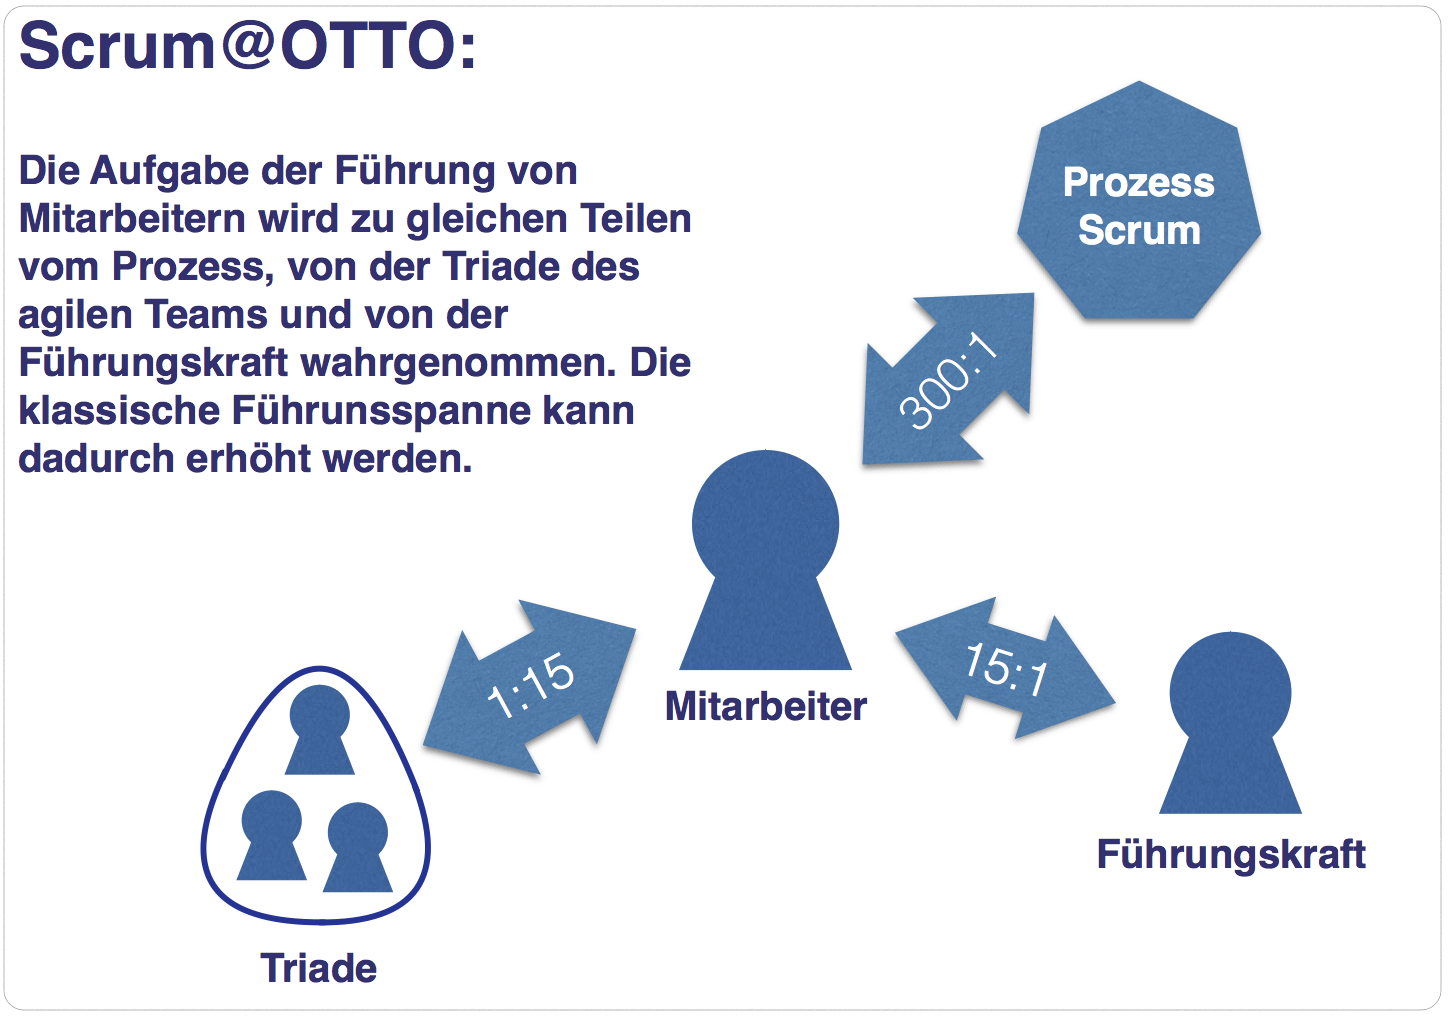 Scrum@OTTO:
Die Aufgabe der Führung von
Mitarbeitern wird zu gleichen Teilen
vom Prozess, von der Triade des
agilen Teams und von der
Führungskraft wahrgenommen. Die
klassische Führunsspanne kann
dadurch erhöht werden.
Prozess
Scrum
300:1
1:15
15:1
Mitarbeiter
Führungskraft
Triade